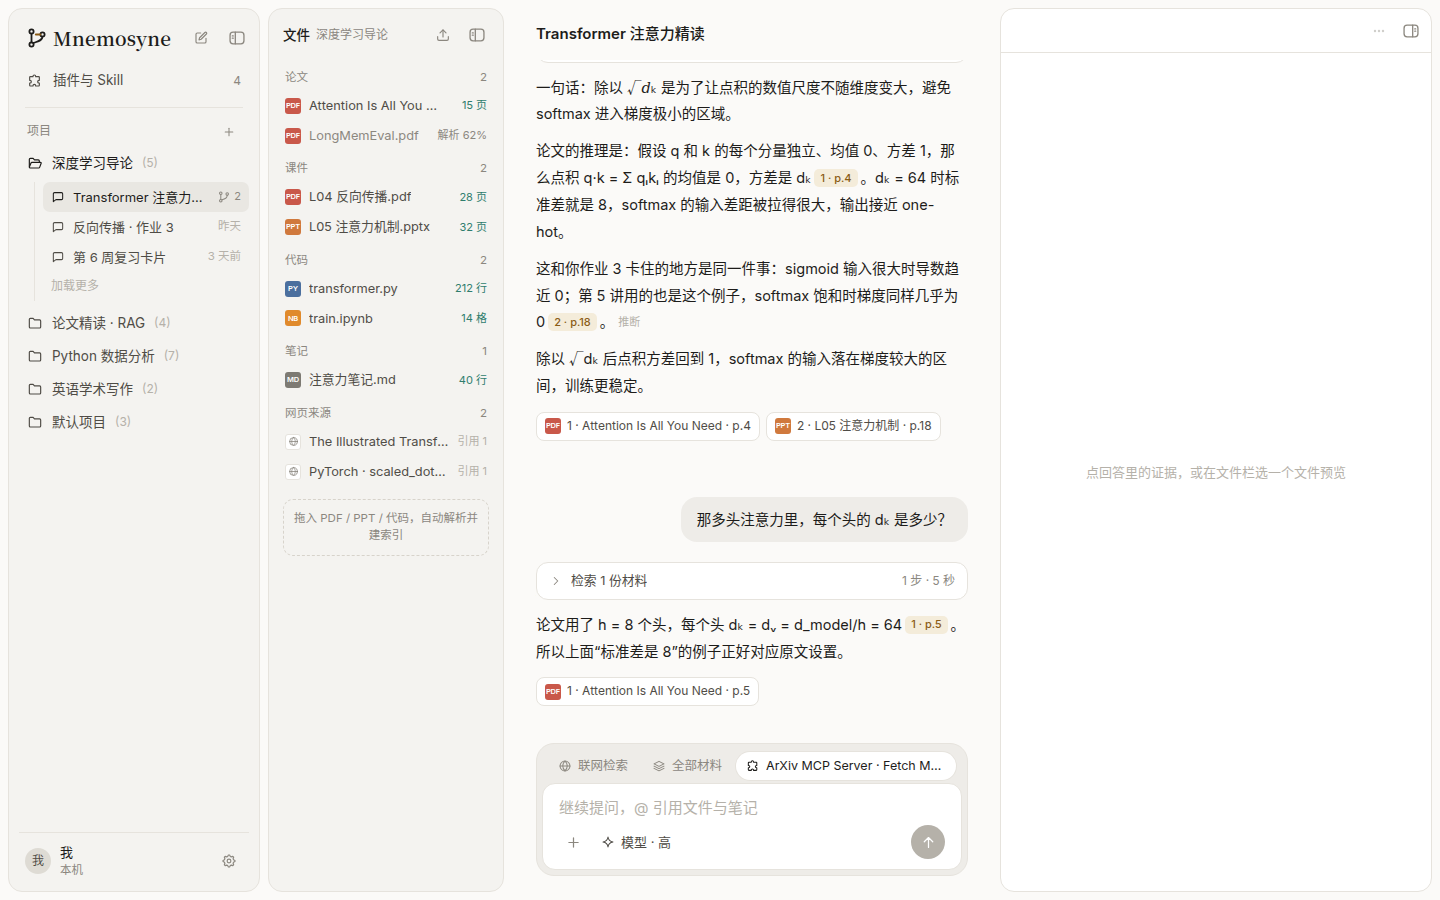 Mnemosyne
插件与 Skill 4
项目
深度学习导论 (5)
Transformer 注意力... 2
反向传播 · 作业 3 昨天
第 6 周复习卡片 3 天前
加载更多
论文精读 · RAG (4)
Python 数据分析 (7)
英语学术写作 (2)
默认项目 (3)
我 我
本机
文件 深度学习导论
论文 2
PDF Attention Is All You ... 15 页
PDF LongMemEval.pdf 解析 62%
课件 2
PDF L04 反向传播.pdf 28 页
PPT L05 注意力机制.pptx 32 页
代码 2
PY transformer.py 212 行
NB train.ipynb 14 格
笔记 1
MD 注意力笔记.md 40 行
网页来源 2
The Illustrated Transf... 引用 1
PyTorch · scaled_dot... 引用 1
拖入 PDF / PPT / 代码，自动解析并
建索引
Transformer 注意力精读
一句话：除以 √dₖ 是为了让点积的数值尺度不随维度变大，避免
softmax 进入梯度极小的区域。
论文的推理是：假设 q 和 k 的每个分量独立、均值 0、方差 1，那
么点积 q·k = Σ qᵢkᵢ 的均值是 0，方差是 dₖ 1 · p.4 。dₖ = 64 时标
准差就是 8，softmax 的输入差距被拉得很大，输出接近 one-
hot。
这和你作业 3 卡住的地方是同一件事：sigmoid 输入很大时导数趋
近 0；第 5 讲用的也是这个例子，softmax 饱和时梯度同样几乎为
0 2 · p.18 。 推断
除以 √dₖ 后点积方差回到 1，softmax 的输入落在梯度较大的区
间，训练更稳定。
PDF 1 · Attention Is All You Need · p.4 PPT 2 · L05 注意力机制 · p.18
那多头注意力里，每个头的 dₖ 是多少？
检索 1 份材料 1 步 · 5 秒
论文用了 h = 8 个头，每个头 dₖ = dᵥ = d_model/h = 64 1 · p.5 。
所以上面“标准差是 8”的例子正好对应原文设置。
PDF 1 · Attention Is All You Need · p.5
联网检索 全部材料 ArXiv MCP Server · Fetch M...
继续提问，@ 引用文件与笔记
模型 · 高
点回答里的证据，或在文件栏选一个文件预览